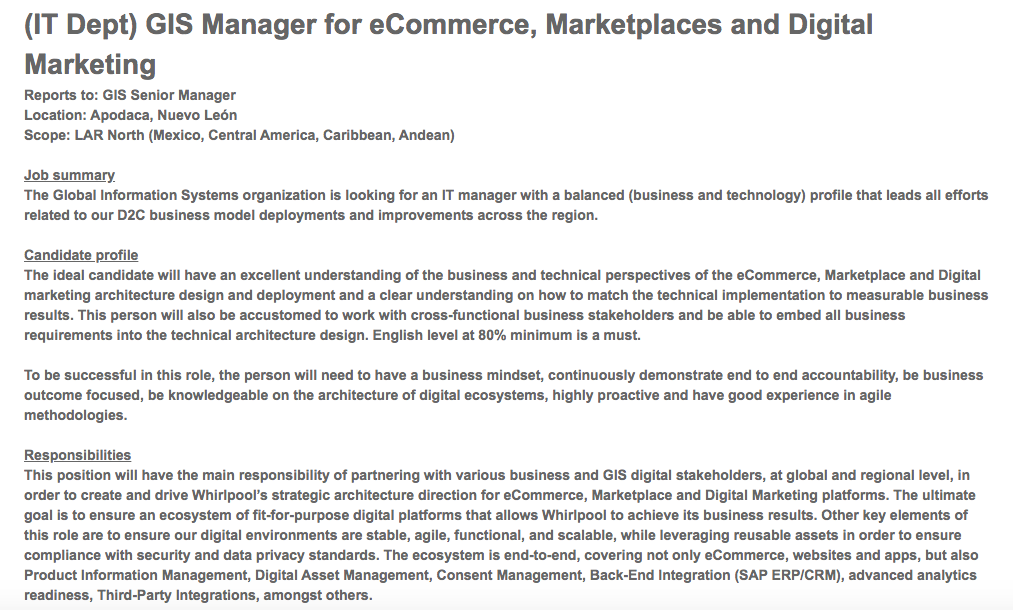 (IT Dept) GIS Manager for eCommerce, Marketplaces and Digital
Marketing
Reports to: GIS Senior Manager
Location: Apodaca, Nuevo León
Scope: LAR North (Mexico, Central America, Caribbean, Andean)
Job summary
The Global Information Systems organization is looking for an IT manager with a balanced (business and technology) profile that leads all efforts
related to our D2C business model deployments and improvements across the region.
Candidate profile
The ideal candidate will have an excellent understanding of the business and technical perspectives of the eCommerce, Marketplace and Digital
marketing architecture design and deployment and a clear understanding on how to match the technical implementation to measurable business
results. This person will also be accustomed to work with cross-functional business stakeholders and be able to embed all business
requirements into the technical architecture design. English level at 80% minimum is a must.
To be successful in this role, the person will need to have a business mindset, continuously demonstrate end to end accountability, be business
outcome focused, be knowledgeable on the architecture of digital ecosystems, highly proactive and have good experience in agile
methodologies.
Responsibilities
This position will have the main responsibility of partnering with various business and GIS digital stakeholders, at global and regional level, in
order to create and drive Whirlpool's strategic architecture direction for eCommerce, Marketplace and Digital Marketing platforms. The ultimate
goal is to ensure an ecosystem of fit-for-purpose digital platforms that allows Whirlpool to achieve its business results. Other key elements of
this role are to ensure our digital environments are stable, agile, functional, and scalable, while leveraging reusable assets in order to ensure
compliance with security and data privacy standards. The ecosystem is end-to-end, covering not only eCommerce, websites and apps, but also
Product Information Management, Digital Asset Management, Consent Management, Back-End Integration (SAP ERP/CRM), advanced analytics
readiness, Third-Party Integrations, amongst others.